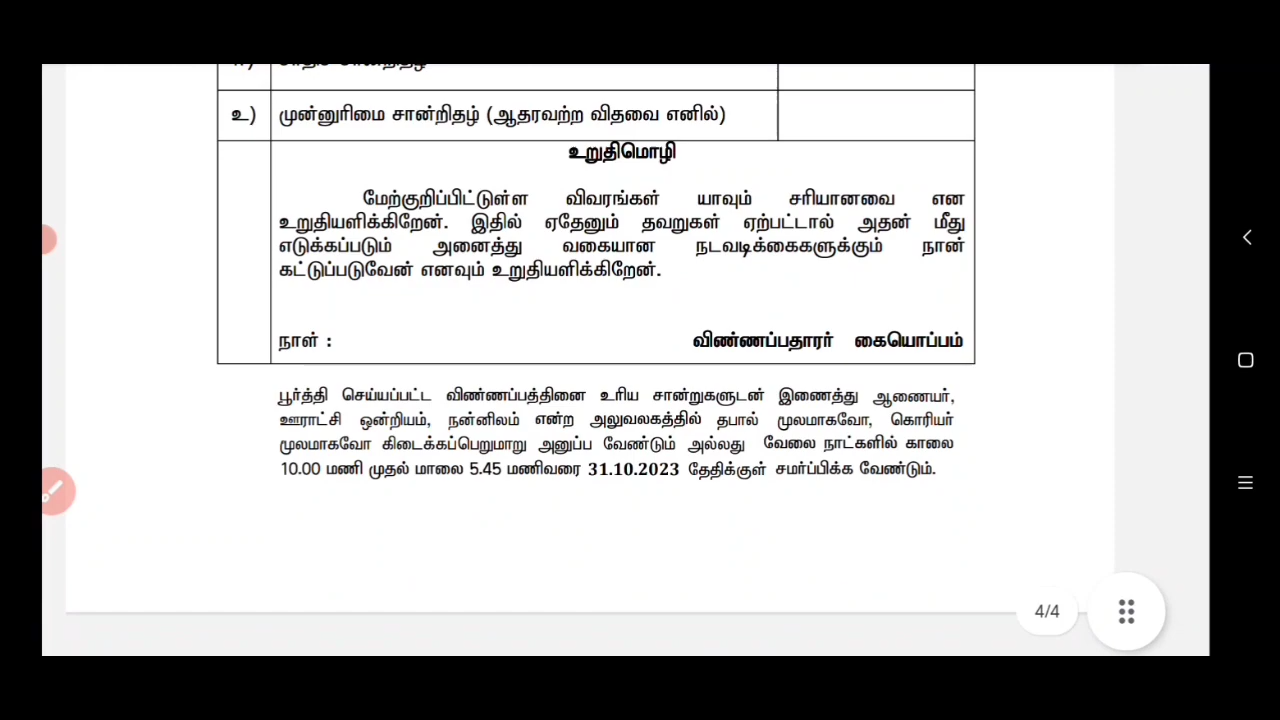 உ) முன்னுரிமை சான்றிதழ் (ஆதரவற்ற விதவை எனில்)
உறுதிமொழி
மேற்குறிப்பிட்டுள்ள விவரங்கள் யாவும் சரியானவை என
உறுதியளிக்கிறேன். இதில் ஏதேனும் தவறுகள் ஏற்பட்டால் அதன் மீது
எடுக்கப்படும் அனைத்து வகையான நடவடிக்கைகளுக்கும் நான்
கட்டுப்படுவேன் எனவும் உறுதியளிக்கிறேன்.
நாள் : விண்ணப்பதாரர் கையொப்பம்
பூர்த்தி செய்யப்பட்ட விண்ணப்பத்தினை உரிய சான்றுகளுடன் இணைத்து ஆணையர்,
ஊராட்சி ஒன்றியம், நன்னிலம் என்ற அலுவலகத்தில் தபால் மூலமாகவோ, கொரியர்
மூலமாகவோ கிடைக்கப்பெறுமாறு அனுப்ப வேண்டும் அல்லது வேலை நாட்களில் காலை
10.00 மணி முதல் மாலை 5.45 மணிவரை 31.10.2023 தேதிக்குள் சமர்ப்பிக்க வேண்டும்.
4/4